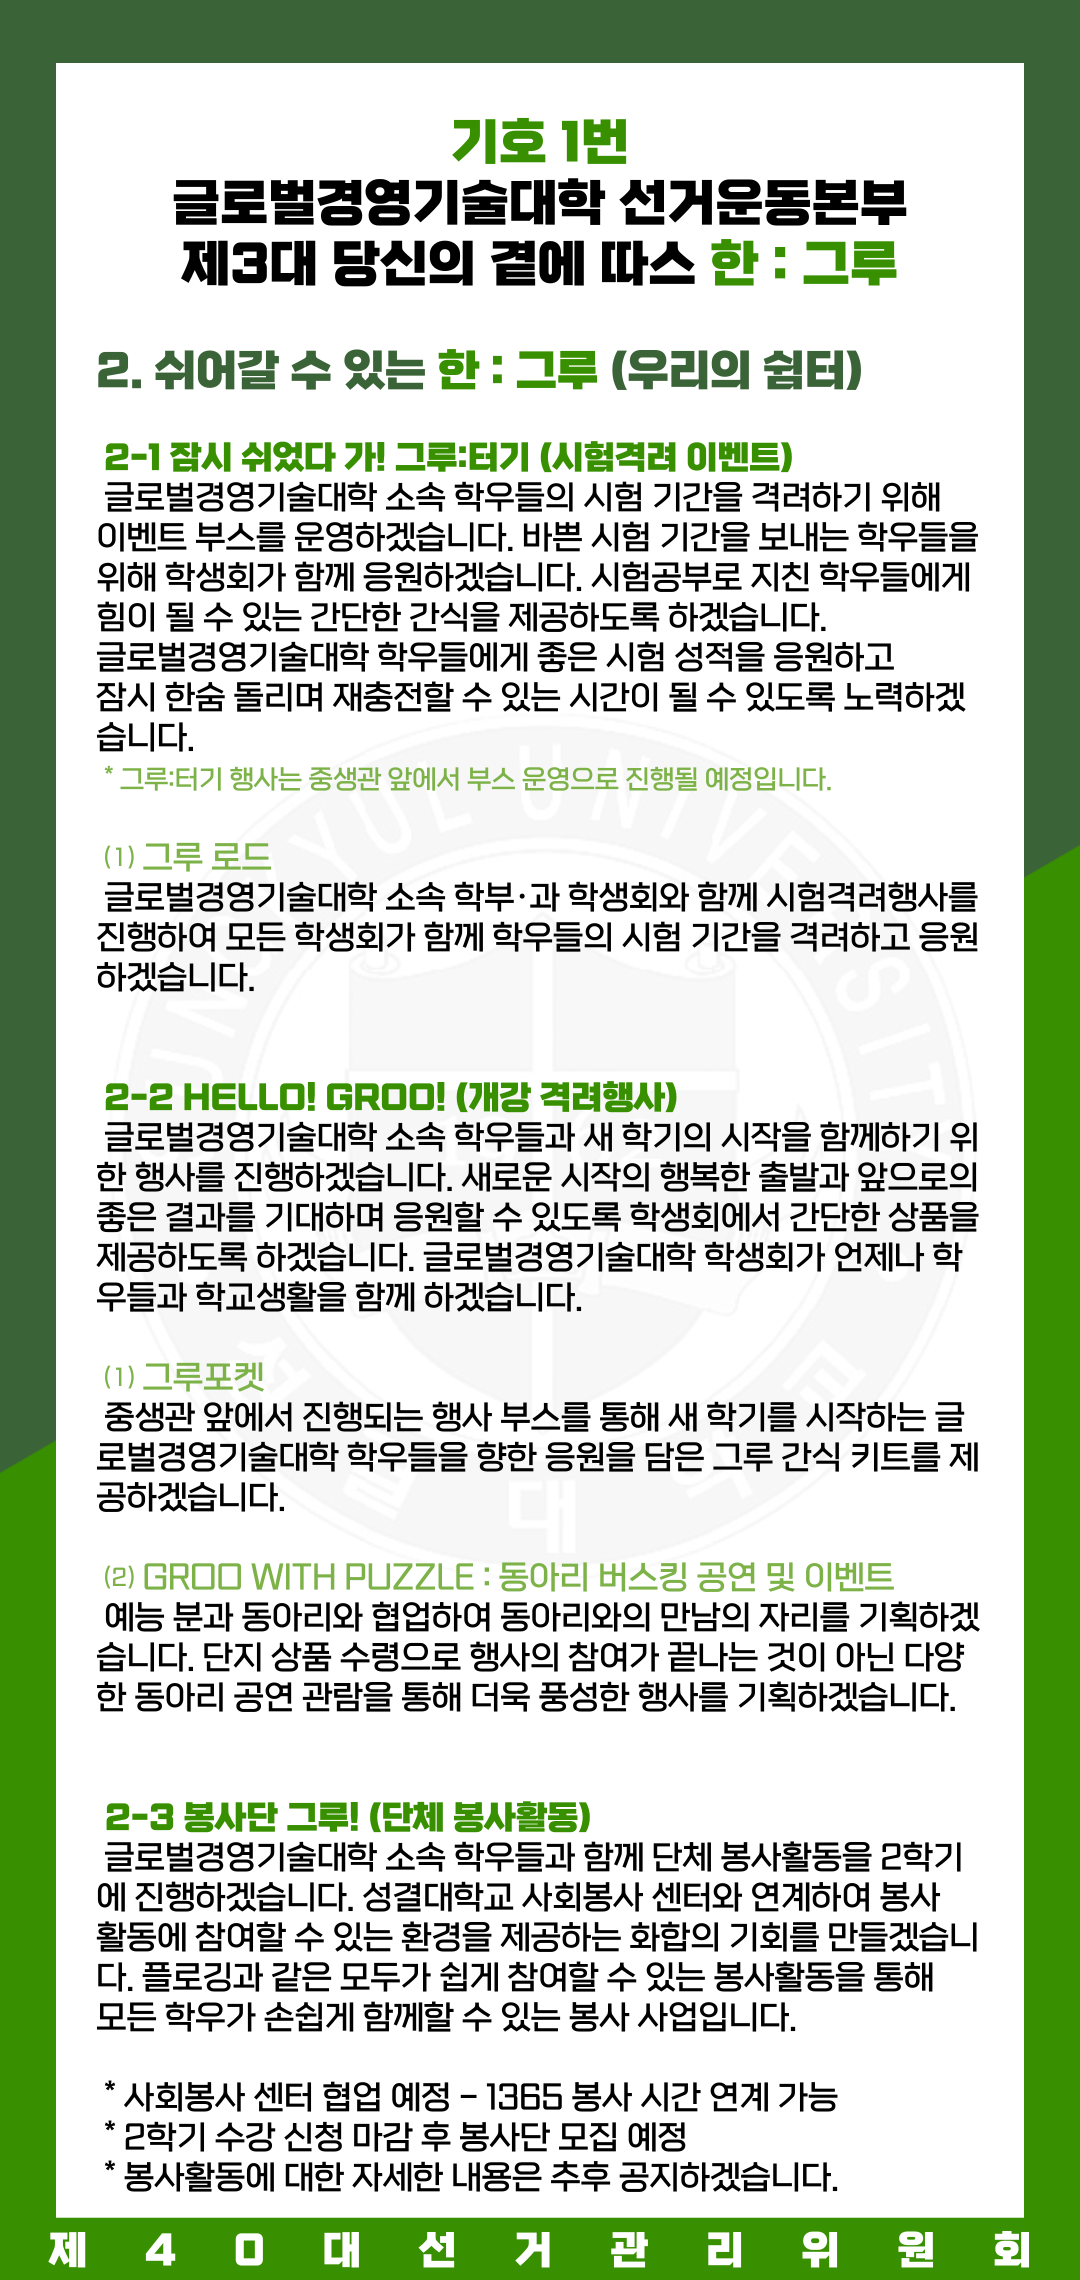 기호 1번
글로벌경영기술대학 선거운동본부
제3대 당신의 곁에 따스 한 : 그루
2. 쉬어갈 수 있는 한 : 그루 (우리의 쉼터)
2-1 잠시 쉬었다 가! 그루:터기 (시험격려 이벤트)
글로벌경영기술대학 소속 학우들의 시험 기간을 격려하기 위해
이벤트 부스를 운영하겠습니다. 바쁜 시험 기간을 보내는 학우들을
위해 학생회가 함께 응원하겠습니다. 시험공부로 지친 학우들에게
힘이 될 수 있는 간단한 간식을 제공하도록 하겠습니다.
글로벌경영기술대학 학우들에게 좋은 시험 성적을 응원하고
잠시 한숨 돌리며 재충전할 수 있는 시간이 될 수 있도록 노력하겠
습니다.
* 그루:터기 행사는 중생관 앞에서 부스 운영으로 진행될 예정입니다.
(1) 그루 로드
글로벌경영기술대학 소속 학부·과 학생회와 함께 시험격려행사를
진행하여 모든 학생회가 함께 학우들의 시험 기간을 격려하고 응원
하겠습니다.
2-2 HELLO! GROO! (개강 격려행사)
글로벌경영기술대학 소속 학우들과 새 학기의 시작을 함께하기 위
한 행사를 진행하겠습니다. 새로운 시작의 행복한 출발과 앞으로의
좋은 결과를 기대하며 응원할 수 있도록 학생회에서 간단한 상품을
제공하도록 하겠습니다. 글로벌경영기술대학 학생회가 언제나 학
우들과 학교생활을 함께 하겠습니다.
(1) 그루포켓
중생관 앞에서 진행되는 행사 부스를 통해 새 학기를 시작하는 글
로벌경영기술대학 학우들을 향한 응원을 담은 그루 간식 키트를 제
공하겠습니다.
(2) GROO WITH PUZZLE : 동아리 버스킹 공연 및 이벤트
예능 분과 동아리와 협업하여 동아리와의 만남의 자리를 기획하겠
습니다. 단지 상품 수령으로 행사의 참여가 끝나는 것이 아닌 다양
한 동아리 공연 관람을 통해 더욱 풍성한 행사를 기획하겠습니다.
2-3 봉사단 그루! (단체 봉사활동)
글로벌경영기술대학 소속 학우들과 함께 단체 봉사활동을 2학기
에 진행하겠습니다. 성결대학교 사회봉사 센터와 연계하여 봉사
활동에 참여할 수 있는 환경을 제공하는 화합의 기회를 만들겠습니
다. 플로깅과 같은 모두가 쉽게 참여할 수 있는 봉사활동을 통해
모든 학우가 손쉽게 함께할 수 있는 봉사 사업입니다.
* 사회봉사 센터 협업 예정 - 1365 봉사 시간 연계 가능
* 2학기 수강 신청 마감 후 봉사단 모집 예정
* 봉사활동에 대한 자세한 내용은 추후 공지하겠습니다.
제 4 0 대 선 거 관 리 위 원 회